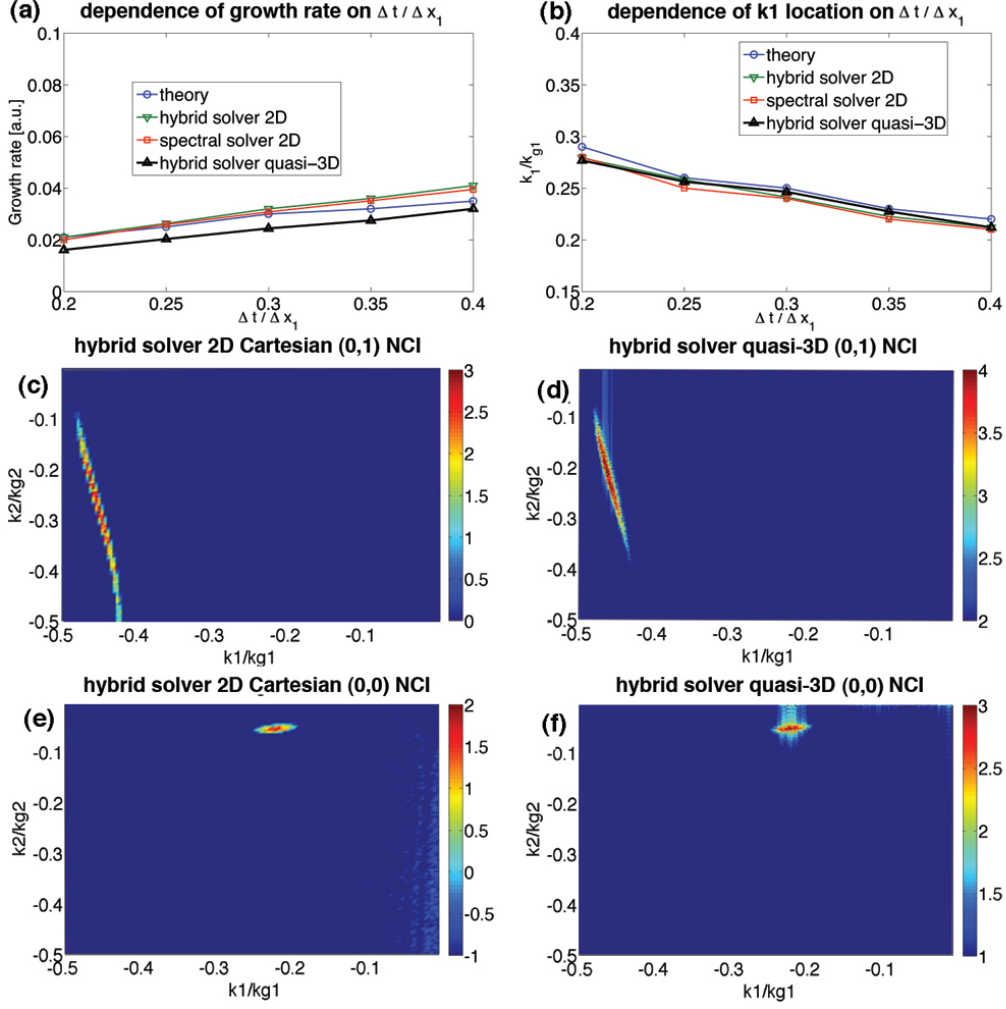 (a) dependence of growth rate on Δ t / Δ x₁
0.1
0.08
0.06
0.04
0.02
0
Growth rate [a.u.]
theory
hybrid solver 2D
spectral solver 2D
hybrid solver quasi−3D
0.2 0.25 0.3 0.35 0.4
Δ t / Δ x₁
(b) dependence of k1 location on Δ t / Δ x₁
0.4
0.35
0.3
0.25
0.2
0.15
k₁/k_g1
theory
hybrid solver 2D
spectral solver 2D
hybrid solver quasi−3D
0.2 0.25 0.3 0.35 0.4
Δ t / Δ x₁
hybrid solver 2D Cartesian (0,1) NCI
(c)
-0.1
-0.2
-0.3
-0.4
-0.5
k2/kg2
-0.5 -0.4 -0.3 -0.2 -0.1
k1/kg1
3
2.5
2
1.5
1
0.5
0
hybrid solver quasi-3D (0,1) NCI
(d)
-0.1
-0.2
-0.3
-0.4
-0.5
k2/kg2
-0.5 -0.4 -0.3 -0.2 -0.1
k1/kg1
4
3.5
3
2.5
2
hybrid solver 2D Cartesian (0,0) NCI
(e)
-0.1
-0.2
-0.3
-0.4
-0.5
k2/kg2
-0.5 -0.4 -0.3 -0.2 -0.1
k1/kg1
2
1.5
1
0.5
0
-0.5
-1
hybrid solver quasi-3D (0,0) NCI
(f)
-0.1
-0.2
-0.3
-0.4
-0.5
k2/kg2
-0.5 -0.4 -0.3 -0.2 -0.1
k1/kg1
3
2.5
2
1.5
1